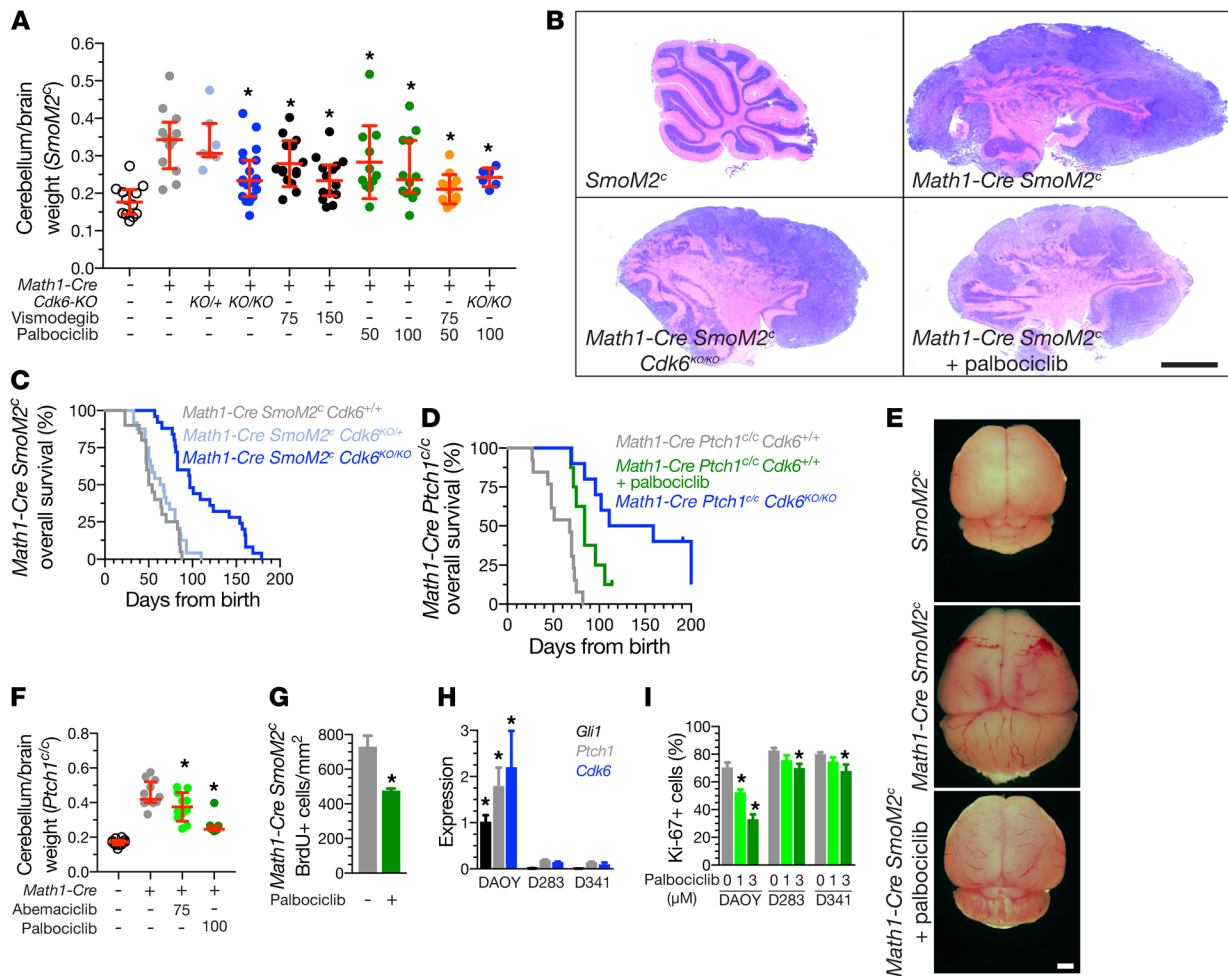 A
Cerebellum/brain
weight (SmoM2ᶜ)
0.6
0.5
0.4
0.3
0.2
0.1
0.0
* * * * * * *
*
Math1-Cre - + + + + + + + + +
Cdk6-KO - - KO/+ KO/KO - - - - - KO/KO
Vismodegib - - - - 75 150 - - 75 -
Palbociclib - - - - - - 50 100 50 100
B
SmoM2ᶜ
Math1-Cre SmoM2ᶜ
Math1-Cre SmoM2ᶜ
Cdk6ᴷᴼ/ᴷᴼ
Math1-Cre SmoM2ᶜ
+ palbociclib
C
Math1-Cre SmoM2ᶜ
overall survival (%)
100
75
50
25
0
Math1-Cre SmoM2ᶜ Cdk6⁺/⁺
Math1-Cre SmoM2ᶜ Cdk6ᴷᴼ/⁺
Math1-Cre SmoM2ᶜ Cdk6ᴷᴼ/ᴷᴼ
0 50 100 150 200
Days from birth
D
Math1-Cre Ptch1ᶜ/ᶜ
overall survival (%)
100
75
50
25
0
Math1-Cre Ptch1ᶜ/ᶜ Cdk6⁺/⁺
Math1-Cre Ptch1ᶜ/ᶜ Cdk6⁺/⁺
+ palbociclib
Math1-Cre Ptch1ᶜ/ᶜ Cdk6ᴷᴼ/ᴷᴼ
0 50 100 150 200
Days from birth
E
SmoM2ᶜ
Math1-Cre SmoM2ᶜ
Math1-Cre SmoM2ᶜ
+ palbociclib
F
Cerebellum/brain
weight (Ptch1ᶜ/ᶜ)
0.8
0.6
0.4
0.2
0.0
* *
Math1-Cre - + + +
Abemaciclib - - 75 -
Palbociclib - - - 100
G
Math1-Cre SmoM2ᶜ
BrdU+ cells/mm²
800
600
400
200
0
*
Palbociclib - +
H
Expression
3
2
1
0
* * *
Gli1
Ptch1
Cdk6
DAOY D283 D341
I
Ki-67+ cells (%)
100
80
60
40
20
0
* * * *
Palbociclib 0 1 3 0 1 3 0 1 3
(μM) DAOY D283 D341